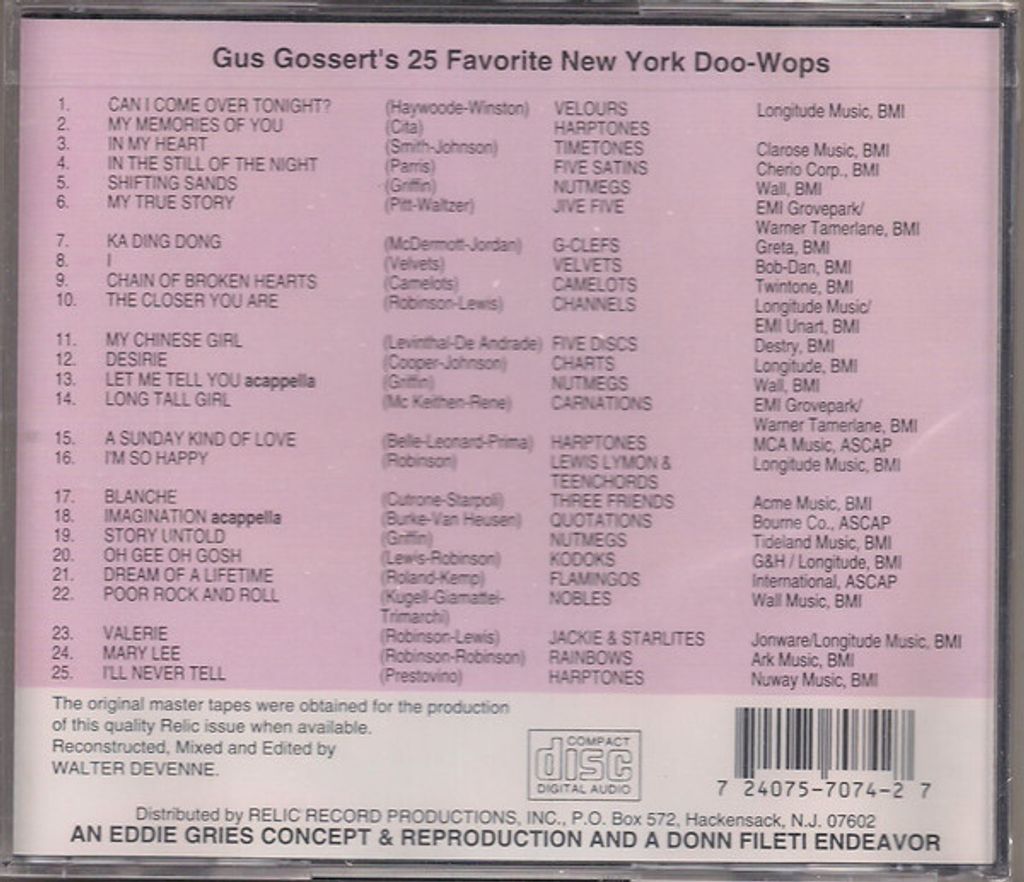 Gus Gossert's 25 Favorite New York Doo-Wops
1. CAN I COME OVER TONIGHT? (Haywoode-Winston) VELOURS Longitude Music, BMI
2. MY MEMORIES OF YOU (Cita) HARPTONES
3. IN MY HEART (Smith-Johnson) TIMETONES Clarose Music, BMI
4. IN THE STILL OF THE NIGHT (Parris) FIVE SATINS Cherio Corp., BMI
5. SHIFTING SANDS (Griffin) NUTMEGS Wall, BMI
6. MY TRUE STORY (Pitt-Waltzer) JIVE FIVE EMI Grovepark/
Warner Tamerlane, BMI
7. KA DING DONG (McDermott-Jordan) G-CLEFS Greta, BMI
8. I (Velvets) VELVETS Bob-Dan, BMI
9. CHAIN OF BROKEN HEARTS (Camelots) CAMELOTS Twintone, BMI
10. THE CLOSER YOU ARE (Robinson-Lewis) CHANNELS Longitude Music/
EMI Unart, BMI
11. MY CHINESE GIRL (Levinthal-De Andrade) FIVE DISCS Destry, BMI
12. DESIRIE (Cooper-Johnson) CHARTS Longitude, BMI
13. LET ME TELL YOU acappella (Griffin) NUTMEGS Wall, BMI
14. LONG TALL GIRL (Mc Keithen-Rene) CARNATIONS EMI Grovepark/
Warner Tamerlane, BMI
15. A SUNDAY KIND OF LOVE (Belle-Leonard-Prima) HARPTONES MCA Music, ASCAP
16. I'M SO HAPPY (Robinson) LEWIS LYMON & Longitude Music, BMI
TEENCHORDS
17. BLANCHE (Cutrone-Starpoli) THREE FRIENDS Acme Music, BMI
18. IMAGINATION acappella (Burke-Van Heusen) QUOTATIONS Bourne Co., ASCAP
19. STORY UNTOLD (Griffin) NUTMEGS Tideland Music, BMI
20. OH GEE OH GOSH (Lewis-Robinson) KODOKS G&H / Longitude, BMI
21. DREAM OF A LIFETIME (Roland-Kemp) FLAMINGOS International, ASCAP
22. POOR ROCK AND ROLL (Kugell-Giamattei- NOBLES Wall Music, BMI
Trimarchi)
23. VALERIE (Robinson-Lewis) JACKIE & STARLITES Jonware/Longitude Music, BMI
24. MARY LEE (Robinson-Robinson) RAINBOWS Ark Music, BMI
25. I'LL NEVER TELL (Prestovino) HARPTONES Nuway Music, BMI
The original master tapes were obtained for the production
of this quality Relic issue when available.
Reconstructed, Mixed and Edited by
WALTER DEVENNE.
COMPACT
disc
DIGITAL AUDIO
7 24075-7074-2 7
Distributed by RELIC RECORD PRODUCTIONS, INC., P.O. Box 572, Hackensack, N.J. 07602
AN EDDIE GRIES CONCEPT & REPRODUCTION AND A DONN FILETI ENDEAVOR